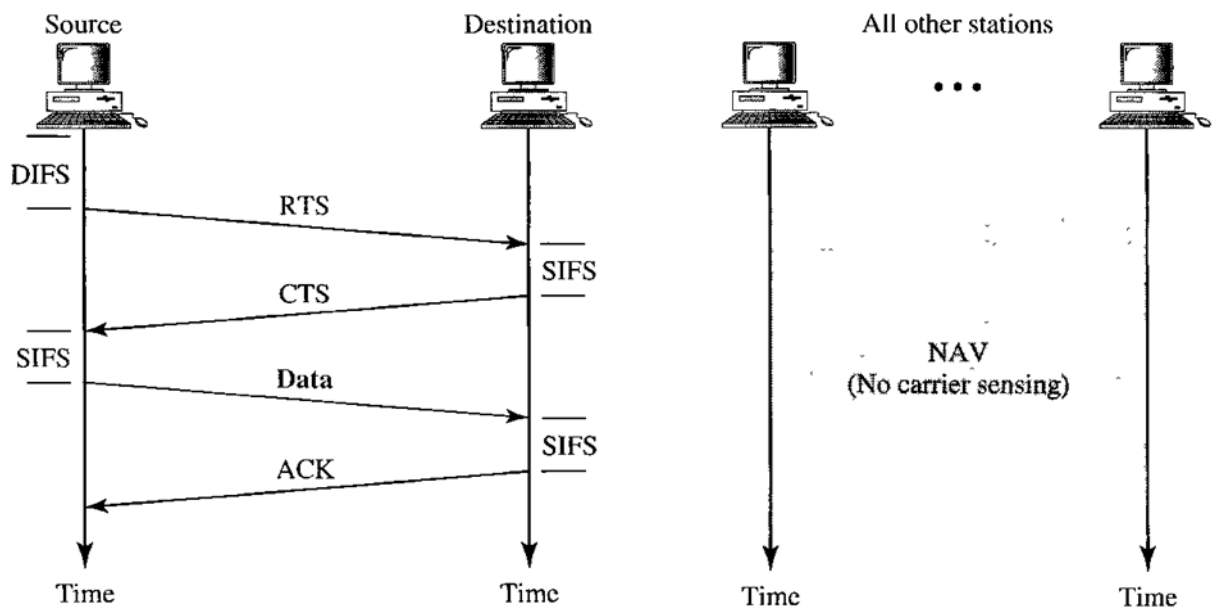 Source
Destination
All other stations
...
DIFS
RTS
SIFS
CTS
SIFS
Data
NAV
(No carrier sensing)
SIFS
ACK
Time
Time
Time
Time